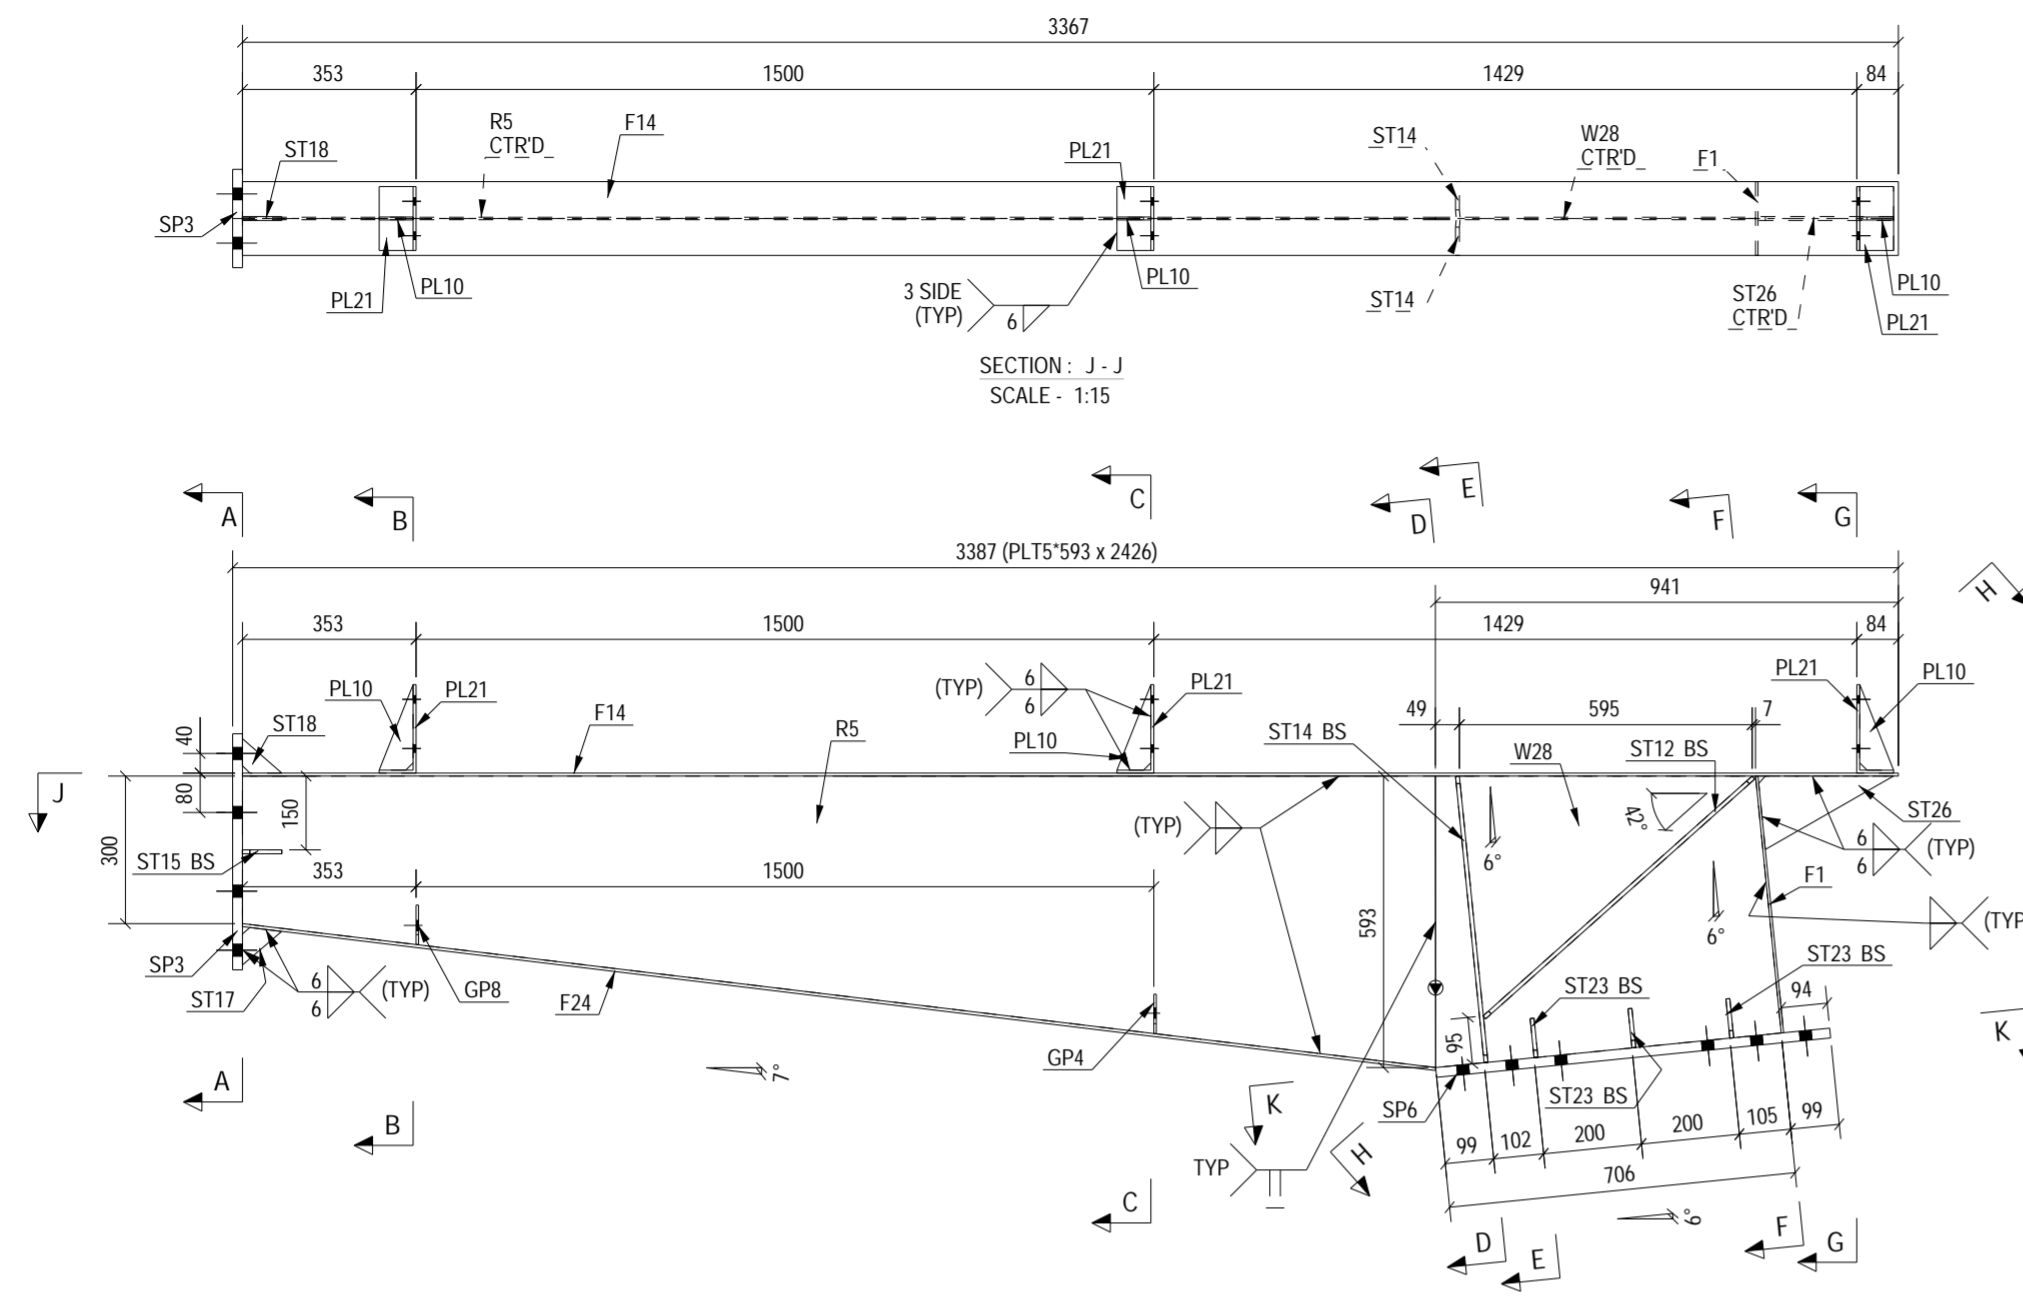 3367
353
1500
1429
84
R5
CTR'D
F14
ST18
PL21
ST14
W28
CTR'D
F1
SP3
PL21
PL10
3 SIDE
(TYP)
6
PL10
ST14
ST26
CTR'D
PL10
PL21
SECTION : J - J
SCALE - 1:15
A
B
C
D
E
F
G
H
3387 (PLT5*593 x 2426)
941
353
1500
1429
84
PL10
PL21
(TYP)
6
6
PL21
PL21
PL10
49
595
7
40
ST18
F14
R5
PL10
ST14 BS
W28
ST12 BS
J
80
150
300
(TYP)
42°
6°
ST26
6
6
(TYP)
ST15 BS
353
1500
593
F1
6°
(TYP
SP3
ST17
6
6
(TYP)
GP8
F24
ST23 BS
ST23 BS
94
K
GP4
95
7°
A
B
K
SP6
ST23 BS
H
99
102
200
200
105
99
TYP
706
C
6°
D
E
F
G